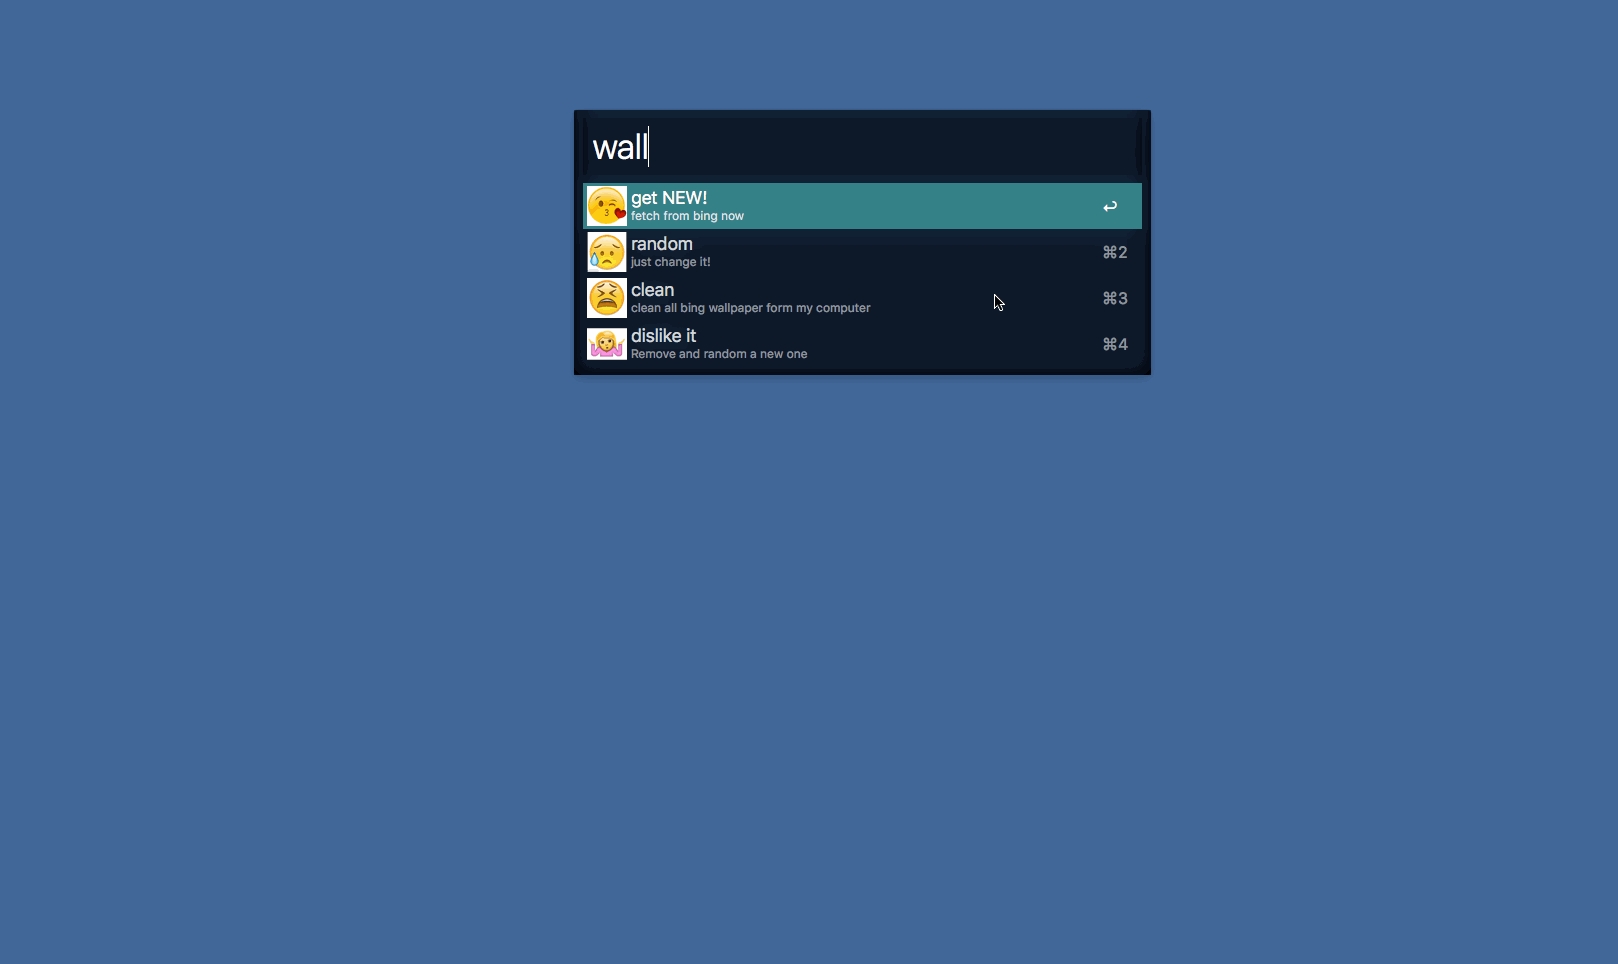 wall
get NEW!
fetch from bing now
↩
random
just change it!
⌘2
clean
clean all bing wallpaper form my computer
⌘3
dislike it
Remove and random a new one
⌘4